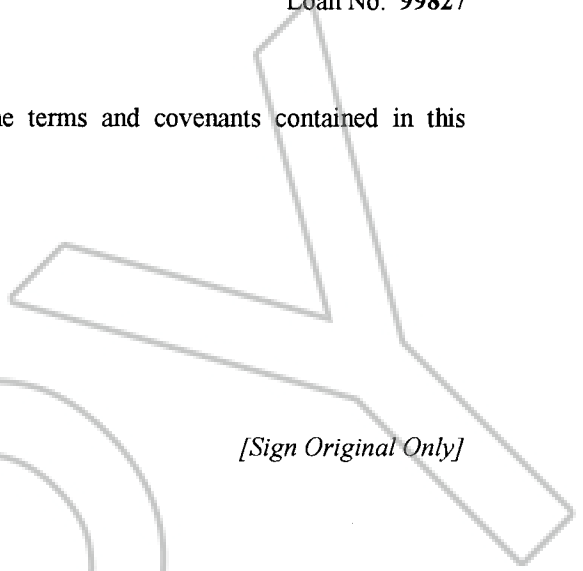 Loan No. 99827
terms and covenants contained in this
[Sign Original Only]
Y